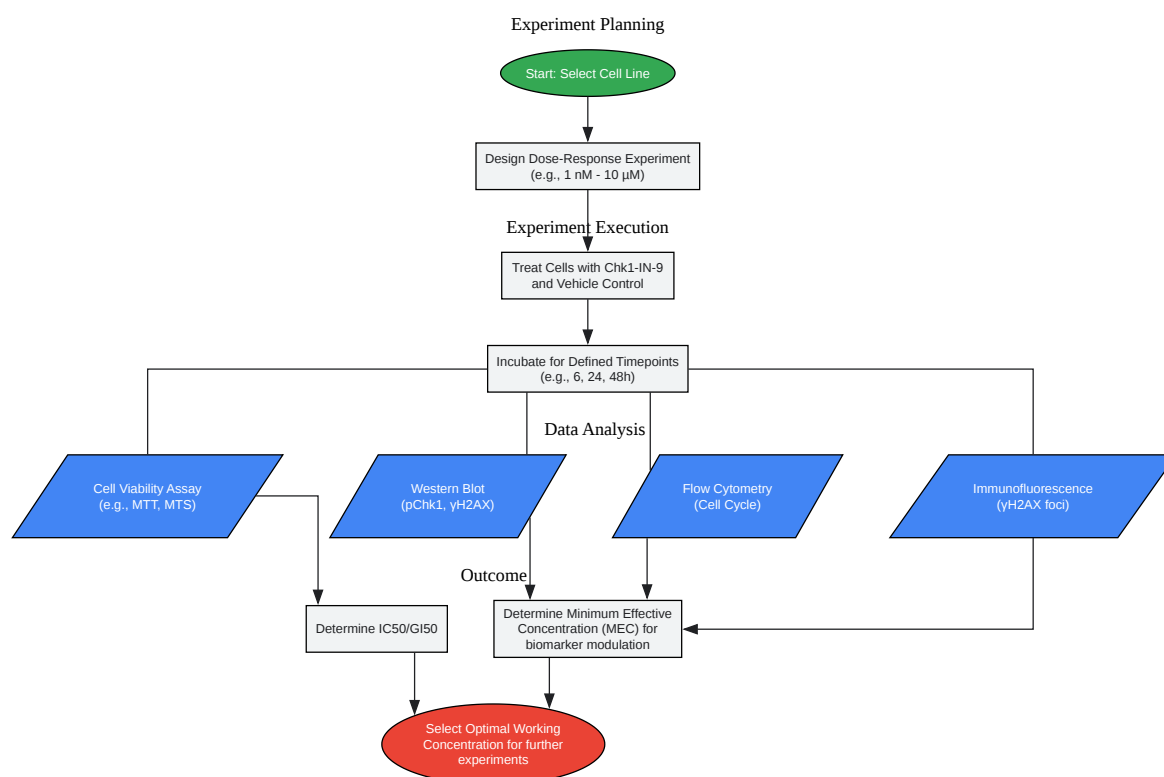 Experiment Planning
Start: Select Cell Line
Design Dose-Response Experiment
(e.g., 1 nM - 10 µM)
Experiment Execution
Treat Cells with Chk1-IN-9
and Vehicle Control
Incubate for Defined Timepoints
(e.g., 6, 24, 48h)
Data Analysis
Cell Viability Assay
(e.g., MTT, MTS)
Western Blot
(pChk1, γH2AX)
Flow Cytometry
(Cell Cycle)
Immunofluorescence
(γH2AX foci)
Outcome
Determine IC50/GI50
Determine Minimum Effective
Concentration (MEC) for
biomarker modulation
Select Optimal Working
Concentration for further
experiments